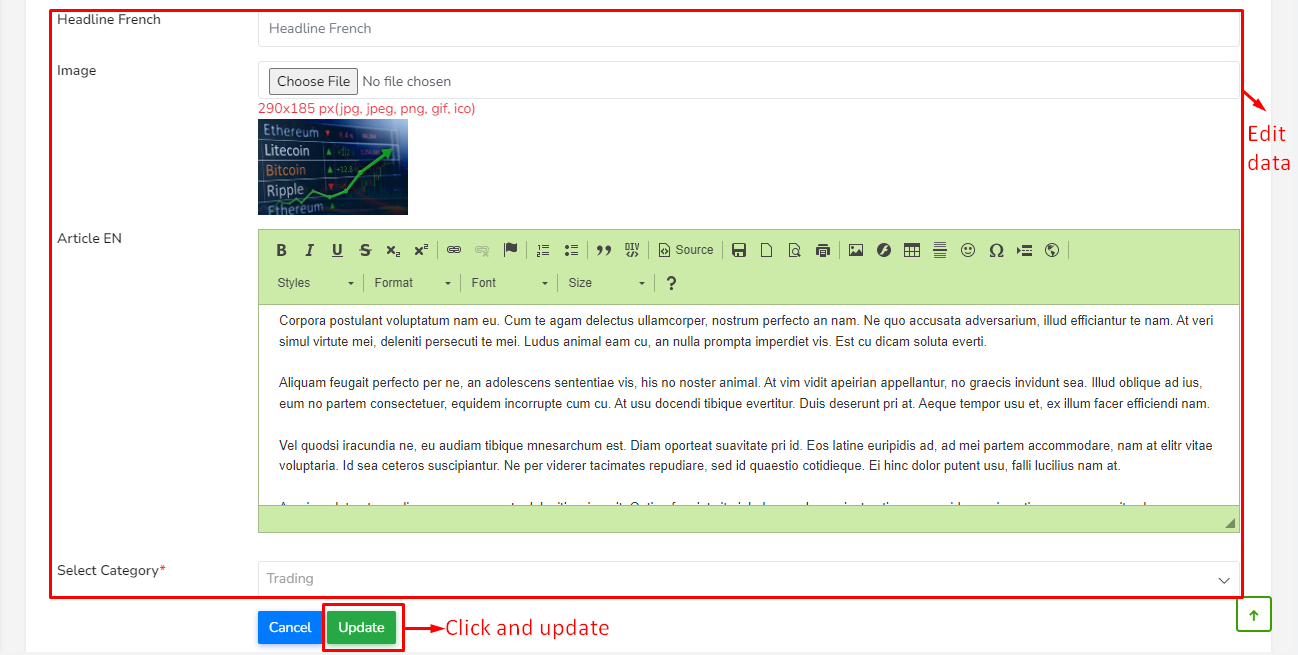 Headline French
Headline French
Image
Choose File No file chosen
290x185 px(jpg, jpeg, png, gif, ico)
Ethereum
Litecoin
Bitcoin +12.8
Ripple
Ethereum
Edit
data
Article EN
B I U S x₂ x²
DIV
Source
Styles Format Font Size ?
Corpora postulant voluptatum nam eu. Cum te agam delectus ullamcorper, nostrum perfecto an nam. Ne quo accusata adversarium, illud efficiantur te nam. At veri
simul virtute mei, deleniti persecuti te mei. Ludus animal eam cu, an nulla prompta imperdiet vis. Est cu dicam soluta everti.
Aliquam feugait perfecto per ne, an adolescens sententiae vis, his no noster animal. At vim vidit apeirian appellantur, no graecis invidunt sea. Illud oblique ad ius,
eum no partem consectetuer, equidem incorrupte cum cu. At usu docendi tibique evertitur. Duis deserunt pri at. Aeque tempor usu et, ex illum facer efficiendi nam.
Vel quodsi iracundia ne, eu audiam tibique mnesarchum est. Diam oporteat suavitate pri id. Eos latine euripidis ad, ad mei partem accommodare, nam at elitr vitae
voluptaria. Id sea ceteros suscipiantur. Ne per viderer tacimates repudiare, sed id quaestio cotidieque. Ei hinc dolor putent usu, falli lucilius nam at.
Select Category*
Trading
Cancel Update Click and update